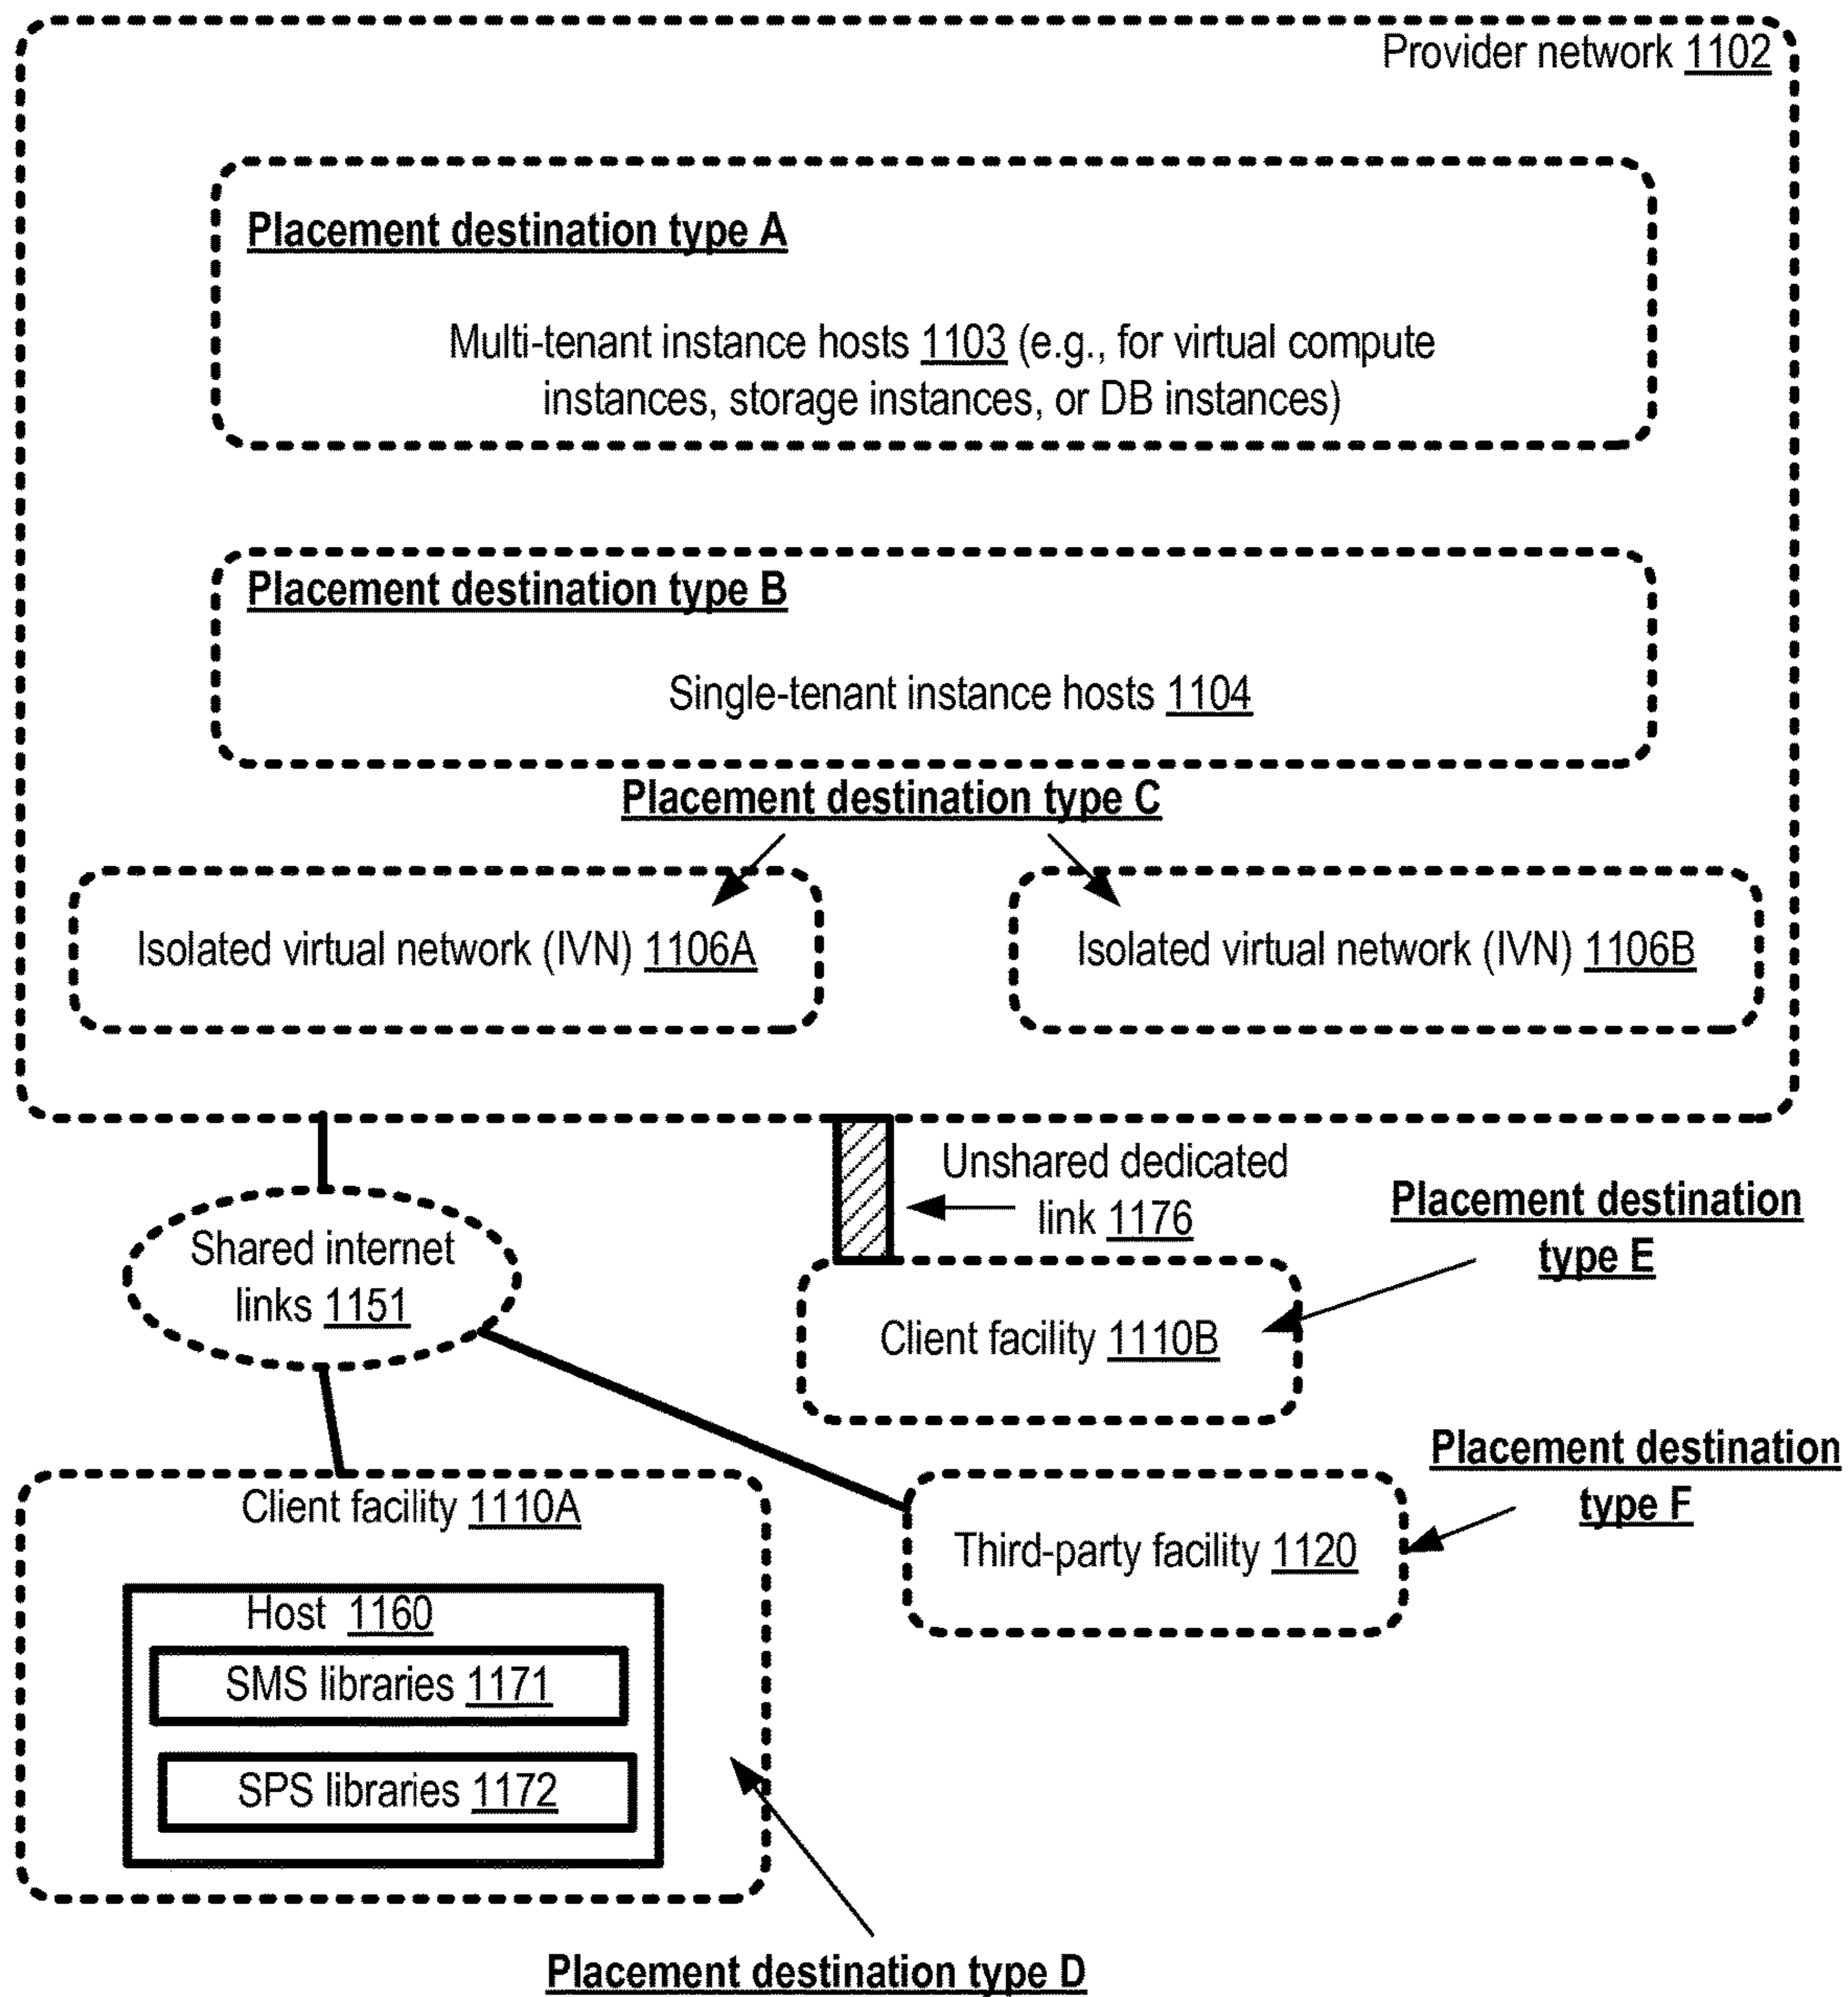 Provider network 1102
Placement destination type A
Multi-tenant instance hosts 1103 (e.g., for virtual compute
instances, storage instances, or DB instances)
Placement destination type B
Single-tenant instance hosts 1104
Placement destination type C
Isolated virtual network (IVN) 1106A
Isolated virtual network (IVN) 1106B
Unshared dedicated
link 1176
Placement destination
type E
Shared internet
links 1151
Client facility 1110B
Placement destination
type F
Client facility 1110A
Third-party facility 1120
Host 1160
SMS libraries 1171
SPS libraries 1172
Placement destination type D